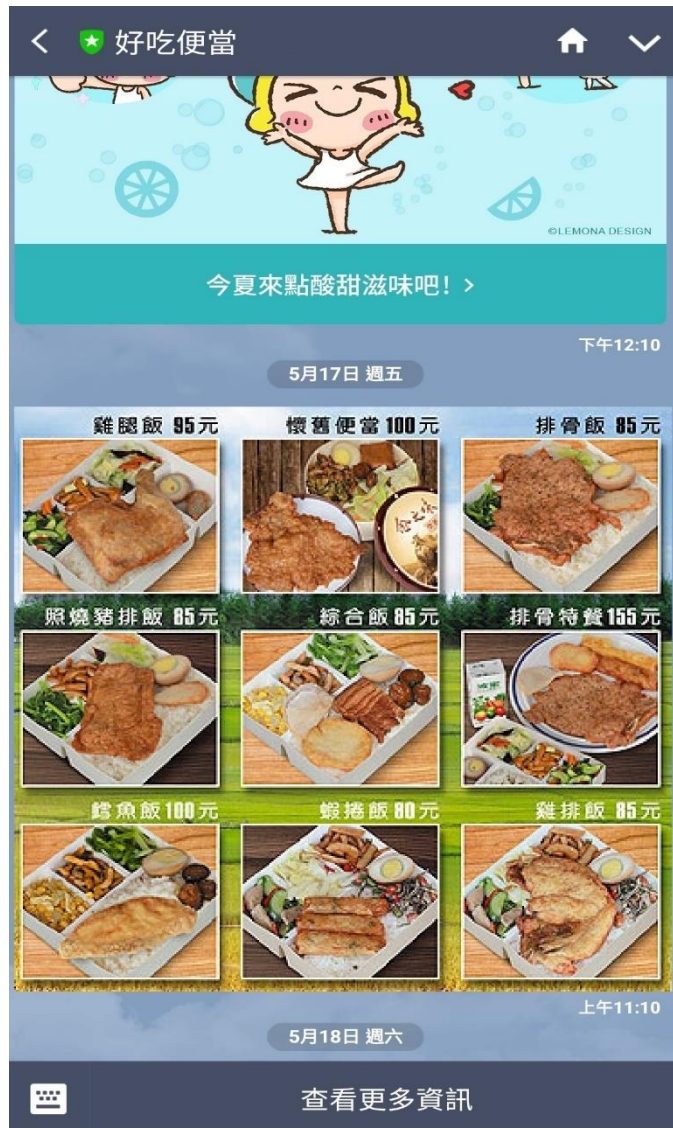 好吃便當
©LEMONA DESIGN
今夏來點酸甜滋味吧! >
下午12:10
5月17日 週五
雞腿飯 95元
懷舊便當 100元
排骨飯 85元
照燒豬排飯 85元
綜合飯 85元
排骨特餐 155元
鱈魚飯 100元
蝦捲飯 80元
雞排飯 85元
上午11:10
5月18日 週六
查看更多資訊